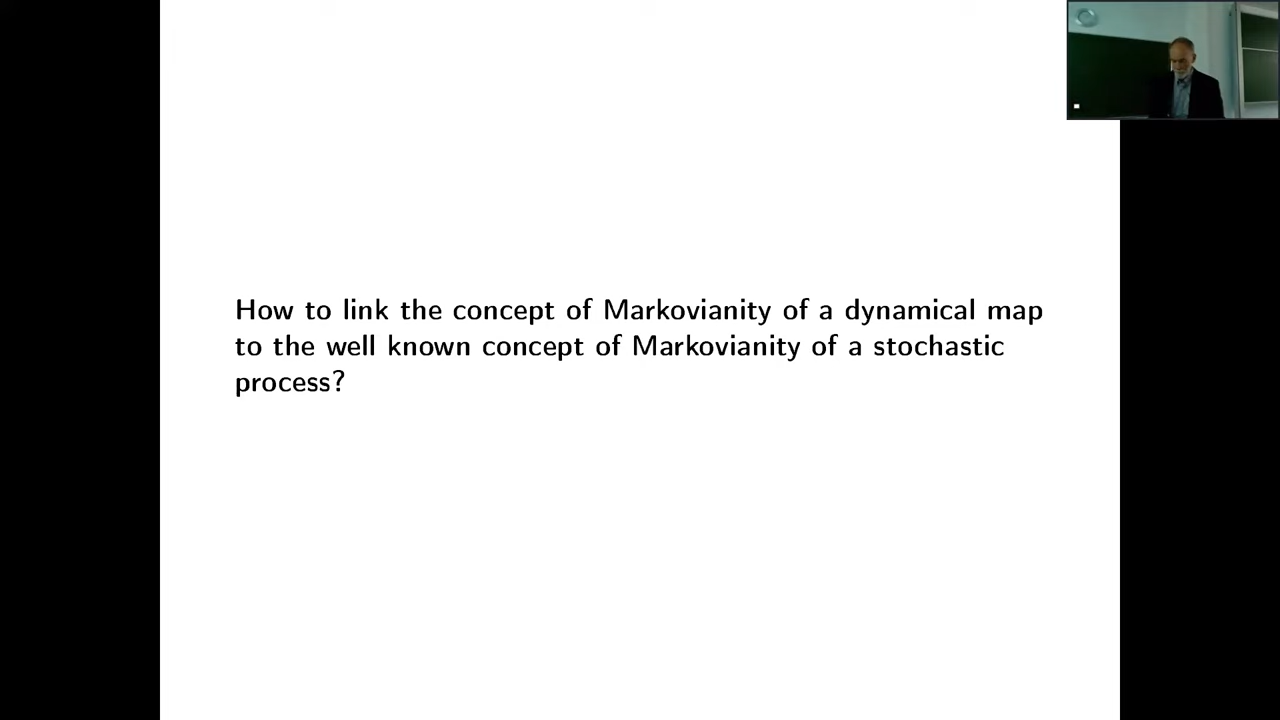 How to link the concept of Markovianity of a dynamical map
to the well known concept of Markovianity of a stochastic
process?